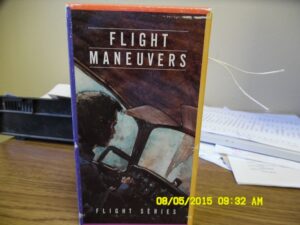 FLIGHT
MANEUVERS
FLIGHT SERIES
08/05/2015 09:32 AM